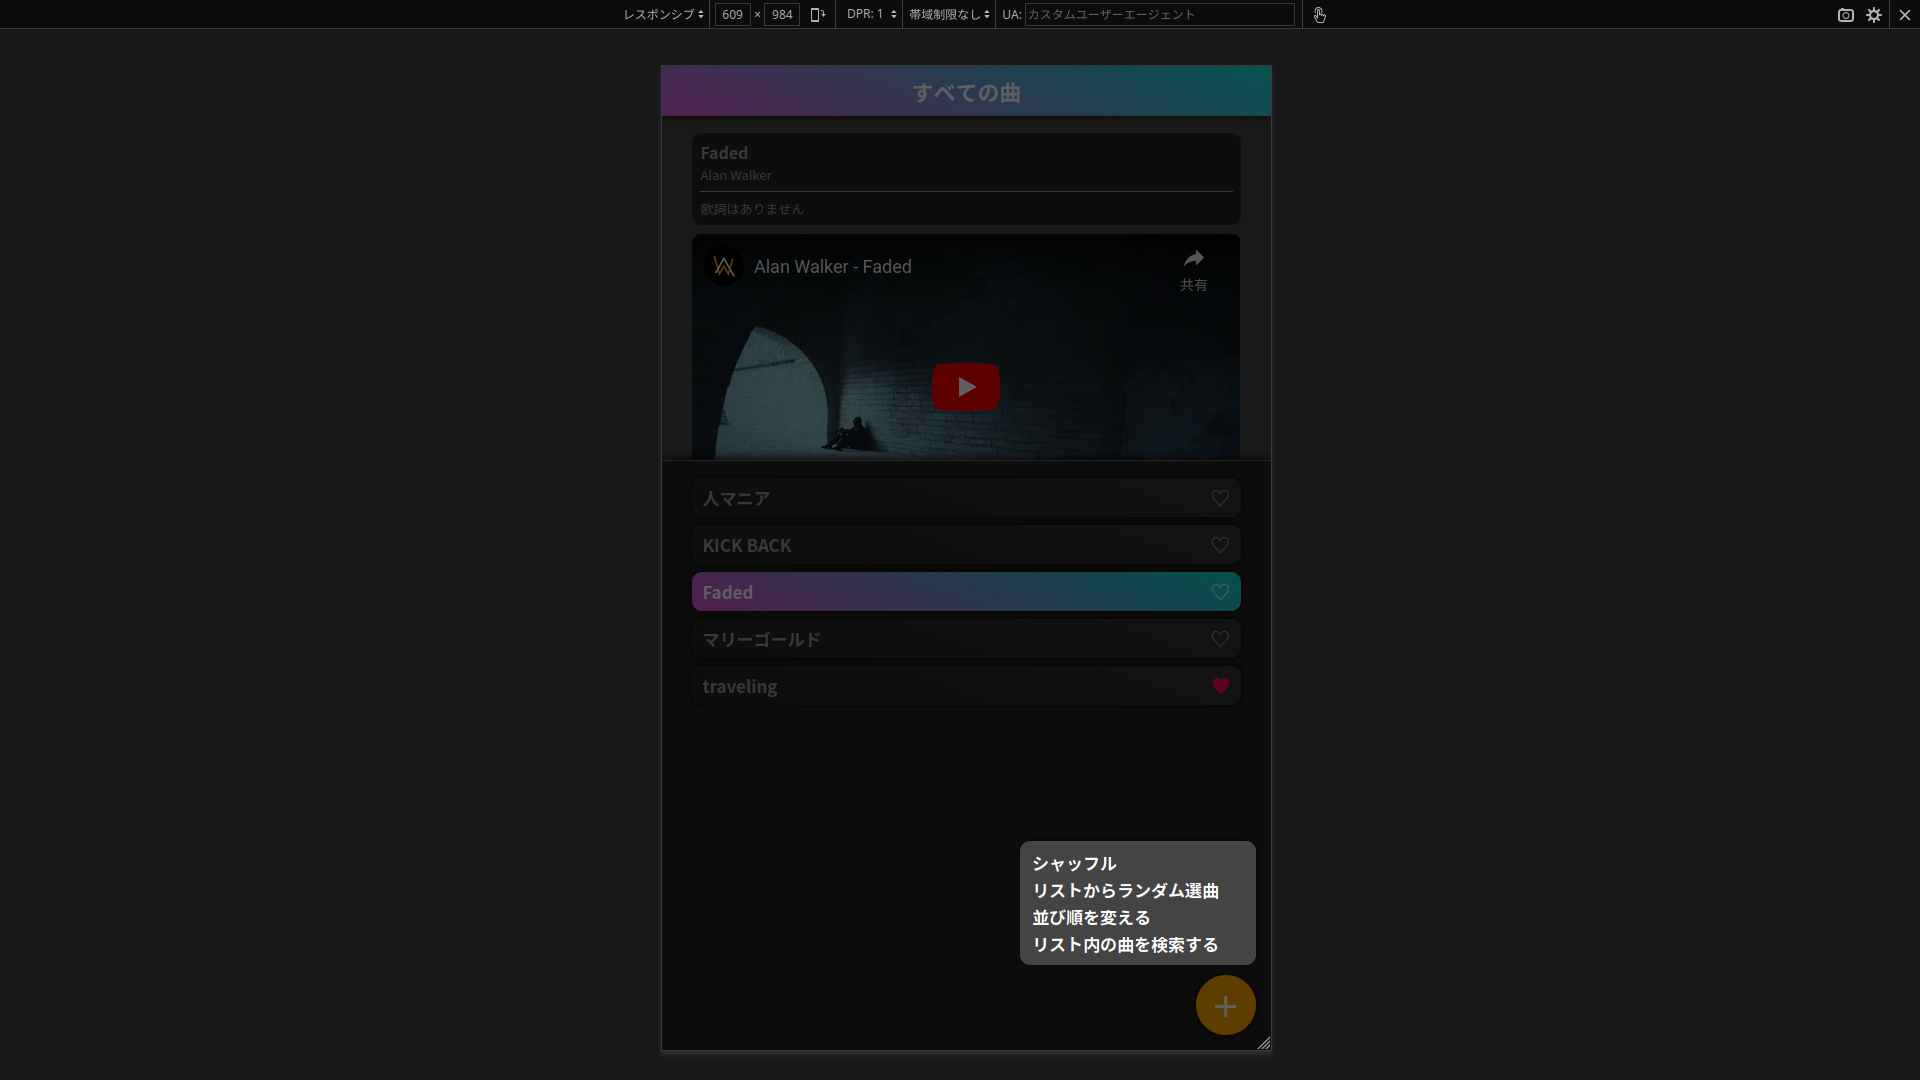 レスポンシブ 609 × 984 DPR: 1 帯域制限なし UA: カスタムユーザーエージェント
すべての曲
Faded
Alan Walker
歌詞はありません
Alan Walker - Faded
共有
人マニア
KICK BACK
Faded
マリーゴールド
traveling
シャッフル
リストからランダム選曲
並び順を変える
リスト内の曲を検索する